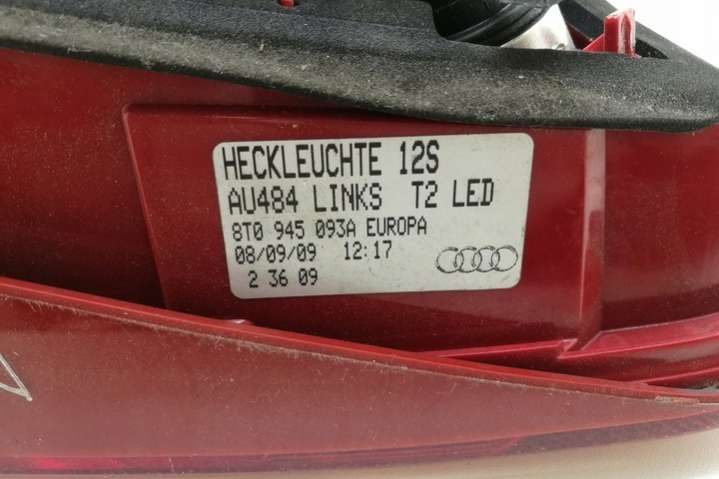 HECKLEUCHTE 12S
AU484 LINKS T2 LED
8T0 945 093A EUROPA
08/09/09 12:17
2 36 09